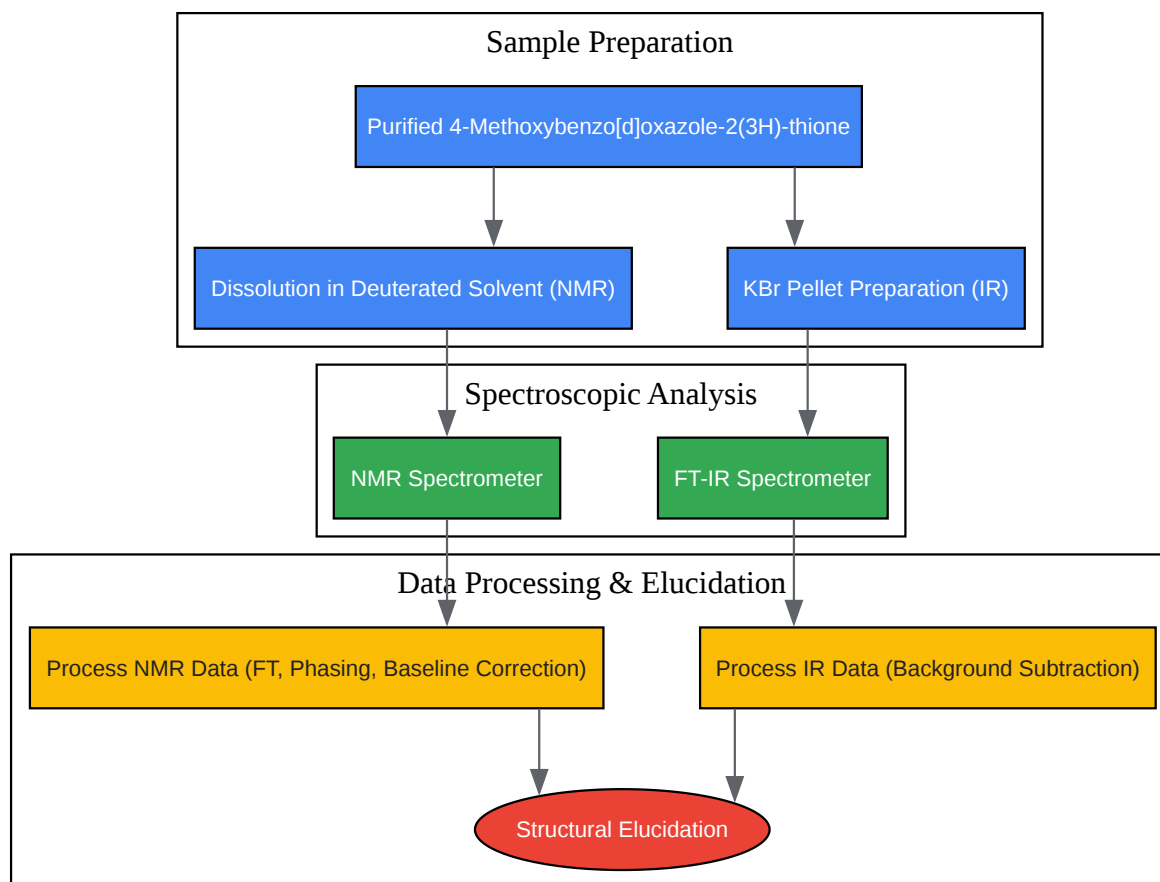 Sample Preparation
Purified 4-Methoxybenzo[d]oxazole-2(3H)-thione
Dissolution in Deuterated Solvent (NMR)
KBr Pellet Preparation (IR)
Spectroscopic Analysis
NMR Spectrometer
FT-IR Spectrometer
Data Processing & Elucidation
Process NMR Data (FT, Phasing, Baseline Correction)
Process IR Data (Background Subtraction)
Structural Elucidation